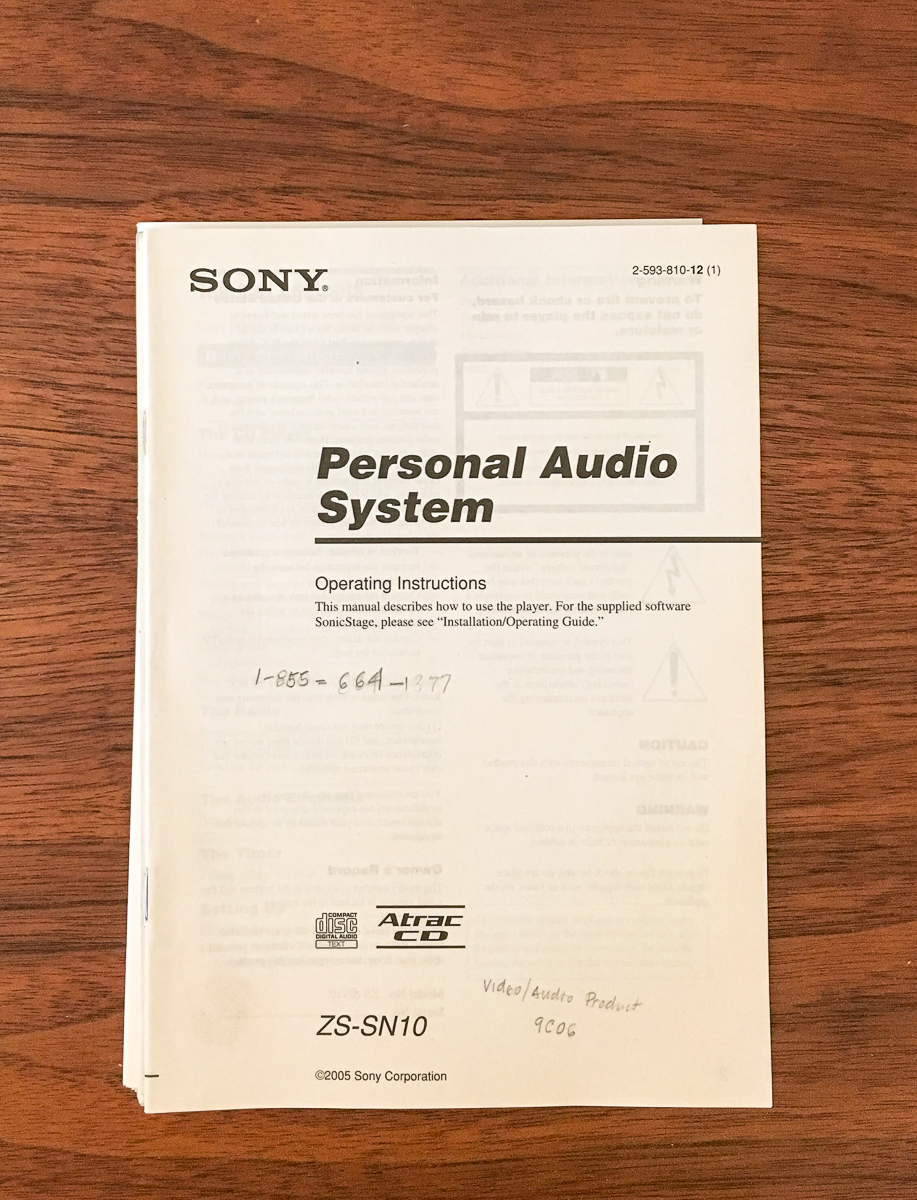 SONY®
2-593-810-12 (1)
Personal Audio
System
Operating Instructions
This manual describes how to use the player. For the supplied software
SonicStage, please see “Installation/Operating Guide.”
1-855=664-1377
COMPACT
disc
DIGITAL AUDIO
TEXT
Atrac
CD
Video/Audio Product
9C06
ZS-SN10
©2005 Sony Corporation